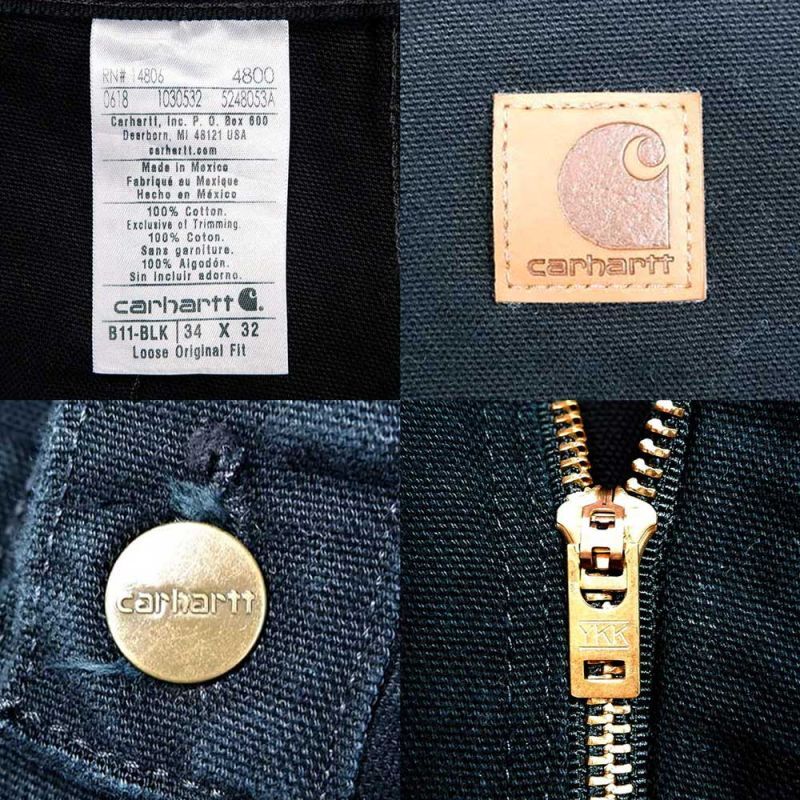 RN# 14806 4800
0618 1030532 5248053A
Carhartt, Inc. P. O. Box 600
Dearborn, MI 48121 USA
carhartt.com
Made in Mexico
Fabriqué au Mexique
Hecho en México
100% Cotton.
Exclusive of Trimming.
100% Coton.
Sans garniture.
100% Algodón.
Sin incluir adorno.
carhartt
B11-BLK 34 X 32
Loose Original Fit
carhartt
carhartt
YKK